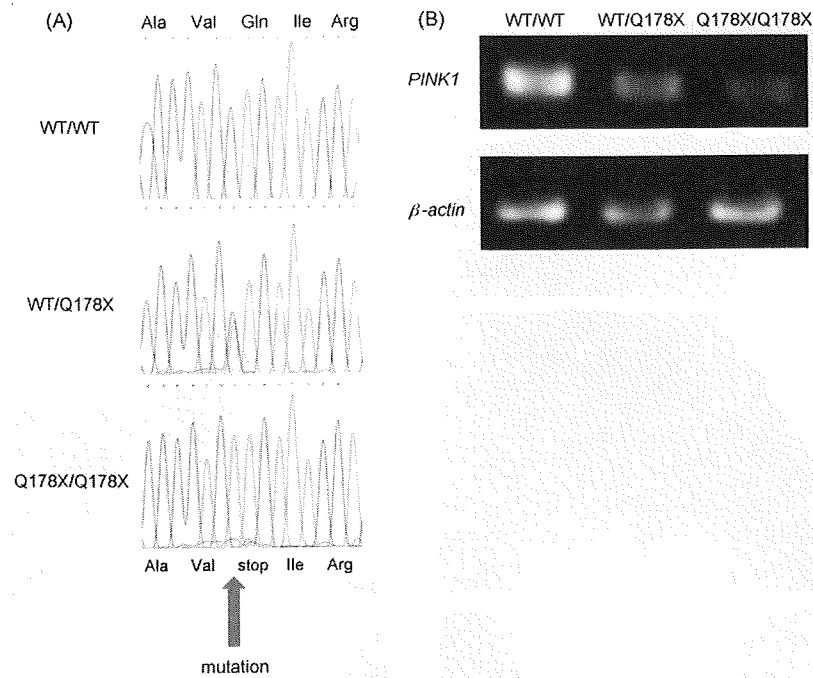 (A)
Ala Val Gln Ile Arg
WT/WT
WT/Q178X
Q178X/Q178X
Ala Val stop Ile Arg
mutation
(B)
WT/WT WT/Q178X Q178X/Q178X
PINK1
β-actin